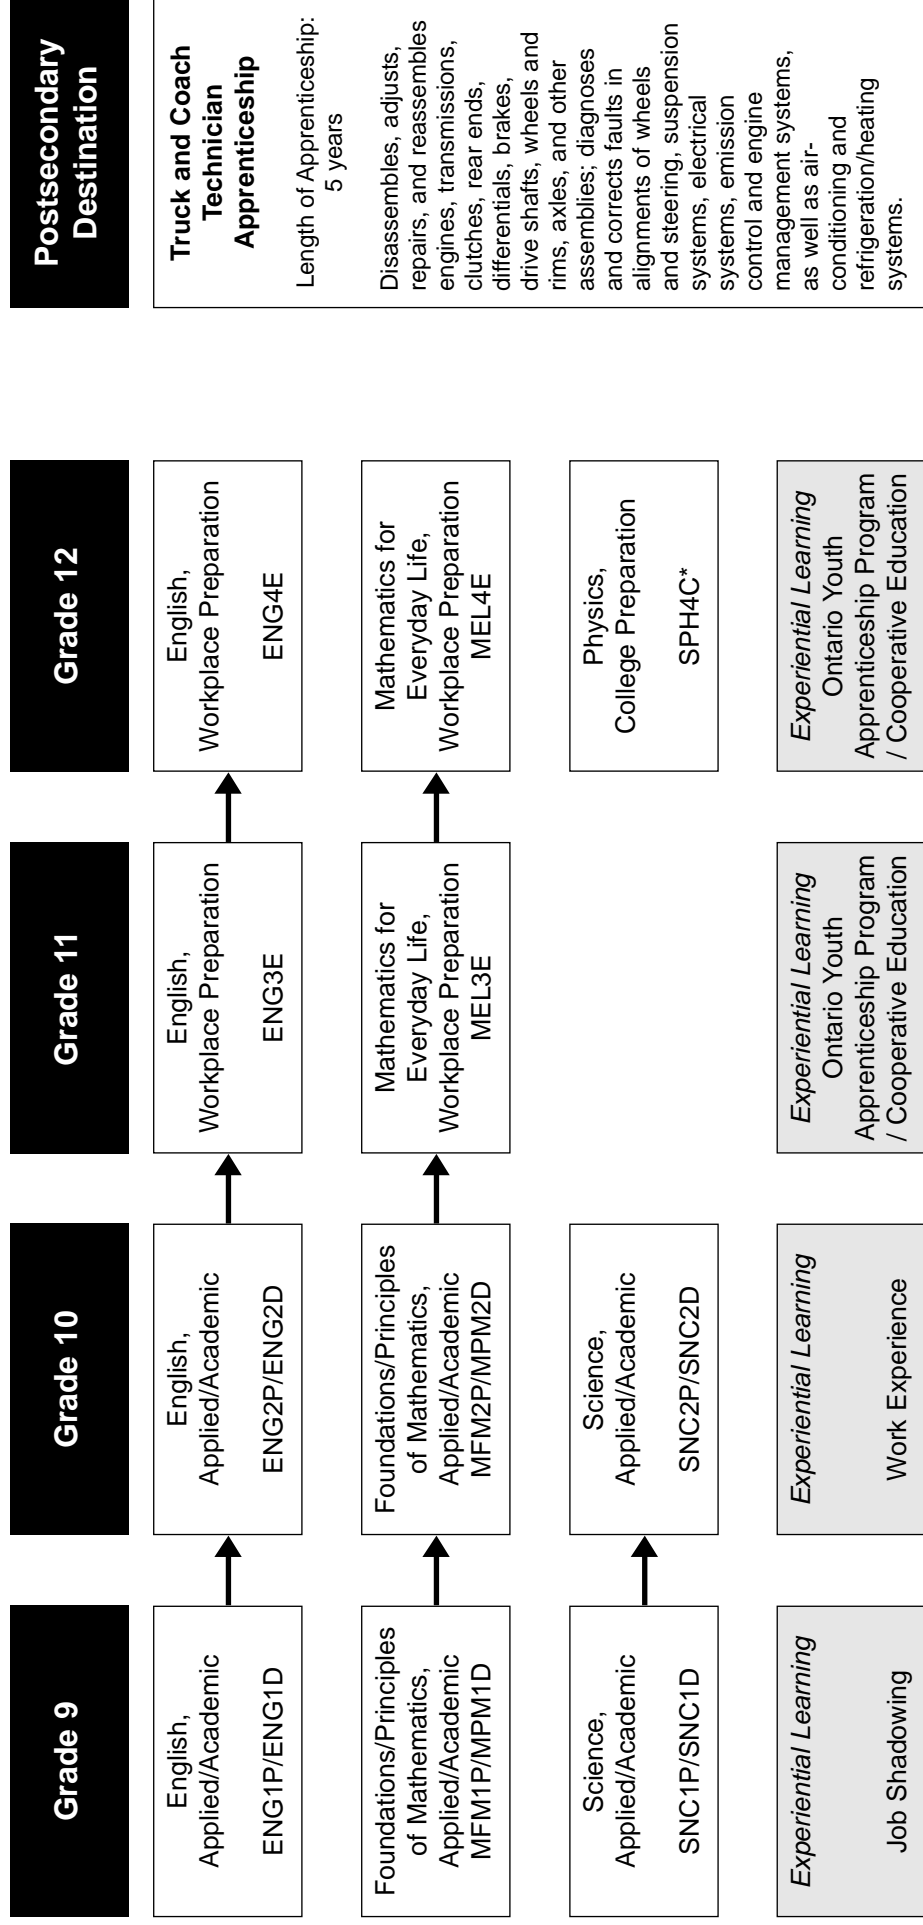 Grade 9
Grade 10
Grade 11
Grade 12
Postsecondary
Destination
English,
Applied/Academic
ENG1P/ENG1D
English,
Applied/Academic
ENG2P/ENG2D
English,
Workplace Preparation
ENG3E
English,
Workplace Preparation
ENG4E
Truck and Coach
Technician
Apprenticeship
Length of Apprenticeship:
5 years
Disassembles, adjusts,
repairs, and reassembles
engines, transmissions,
clutches, rear ends,
differentials, brakes,
drive shafts, wheels and
rims, axles, and other
assemblies; diagnoses
and corrects faults in
alignments of wheels
and steering, suspension
systems, electrical
systems, emission
control and engine
management systems,
as well as air-
conditioning and
refrigeration/heating
systems.
Foundations/Principles
of Mathematics,
Applied/Academic
MFM1P/MPM1D
Foundations/Principles
of Mathematics,
Applied/Academic
MFM2P/MPM2D
Mathematics for
Everyday Life,
Workplace Preparation
MEL3E
Mathematics for
Everyday Life,
Workplace Preparation
MEL4E
Science,
Applied/Academic
SNC1P/SNC1D
Science,
Applied/Academic
SNC2P/SNC2D
Physics,
College Preparation
SPH4C*
Experiential Learning
Job Shadowing
Experiential Learning
Work Experience
Experiential Learning
Ontario Youth
Apprenticeship Program
/ Cooperative Education
Experiential Learning
Ontario Youth
Apprenticeship Program
/ Cooperative Education